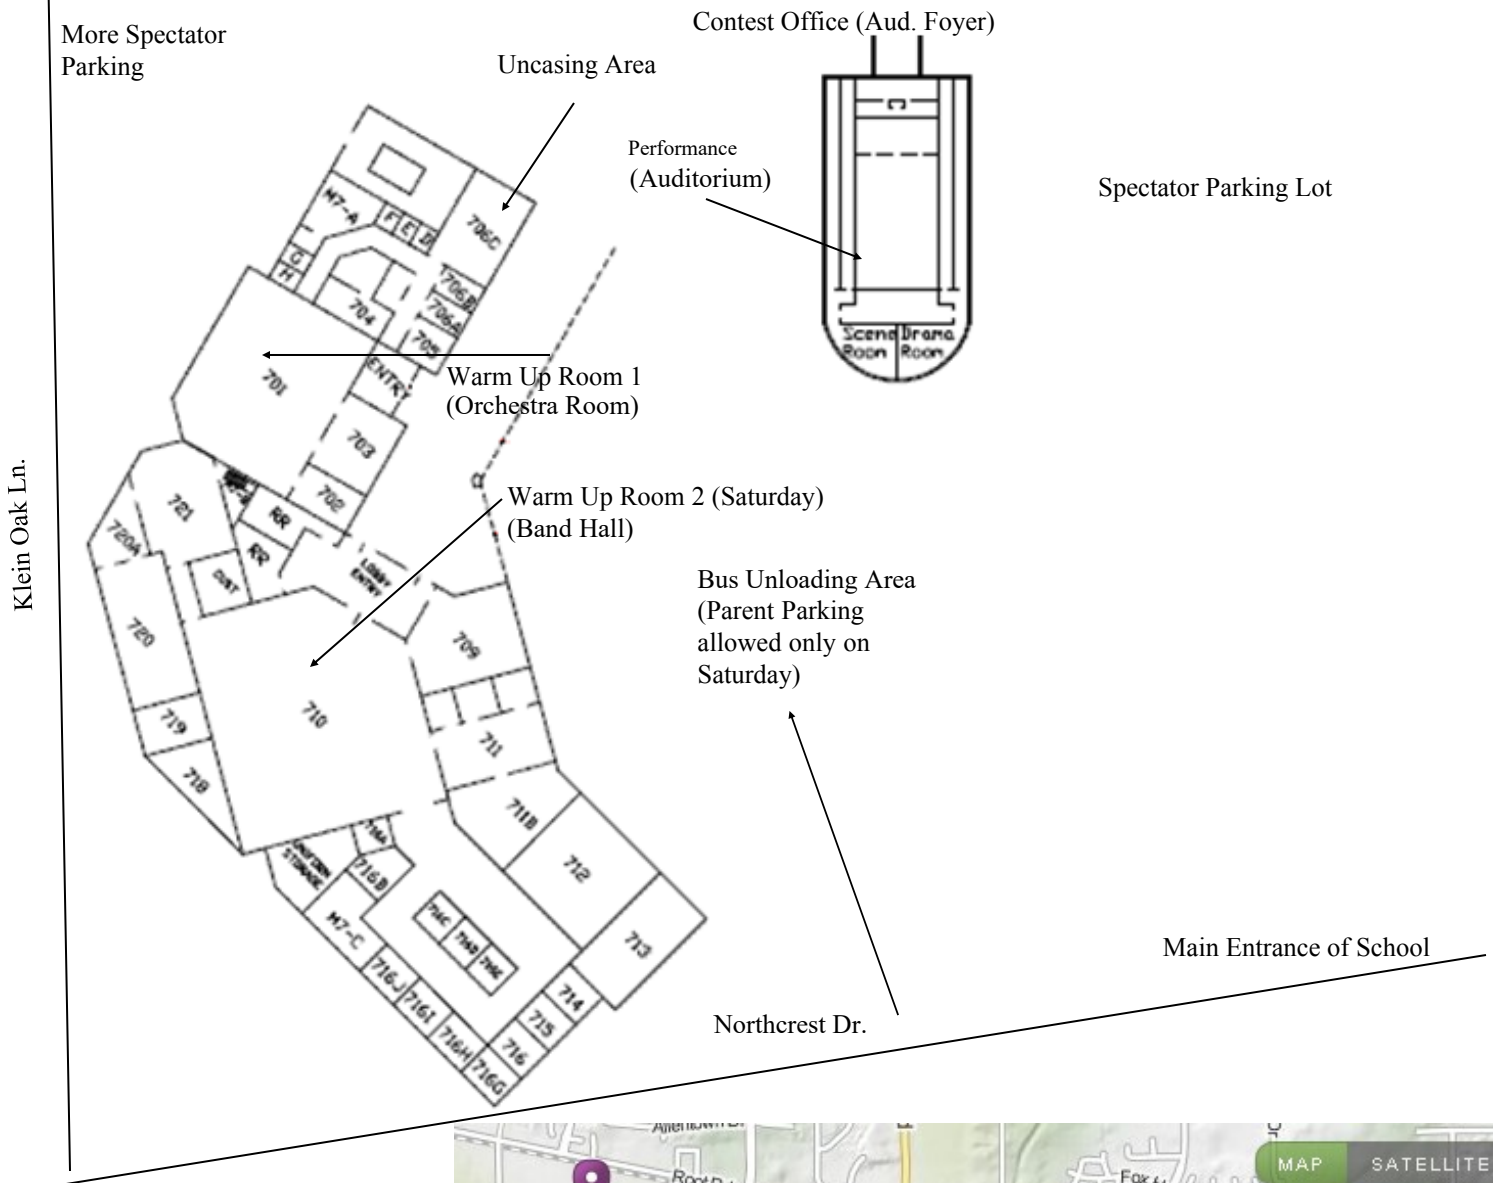 Contest Office (Aud. Foyer)
More Spectator
Parking
Uncasing Area
Performance
(Auditorium)
Spectator Parking Lot
M7-A
F
E
D
706C
G
H
706B
706A
704
705
Scene
Room
Drama
Room
ENTRY
701
Warm Up Room 1
(Orchestra Room)
703
702
Klein Oak Ln.
Warm Up Room 2 (Saturday)
(Band Hall)
721
RR
720A
RR
LOBBY
ENTRY
Bus Unloading Area
(Parent Parking
allowed only on
Saturday)
720
709
719
710
711
718
711B
716A
UNIFORM
STORAGE
716B
712
M7-C
716C
716D
716E
713
Main Entrance of School
716J
716I
716H
716G
714
715
716
Northcrest Dr.
MAP
SATELLITE